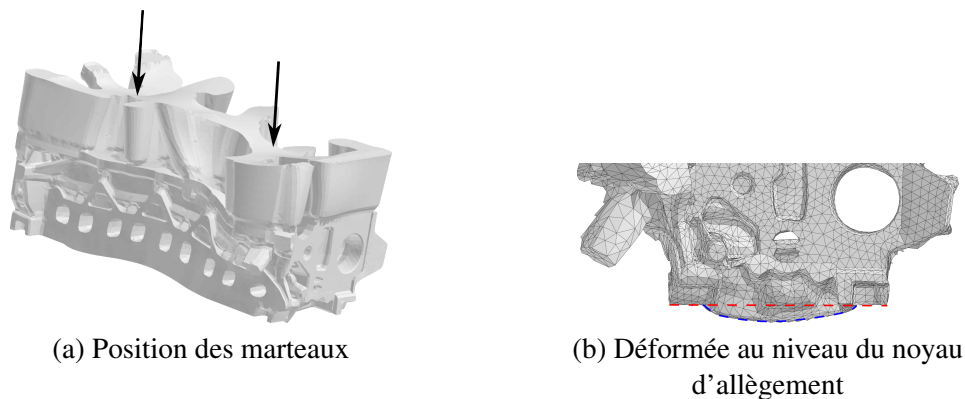 (a) Position des marteaux
(b) Déformée au niveau du noyau
d'allègement